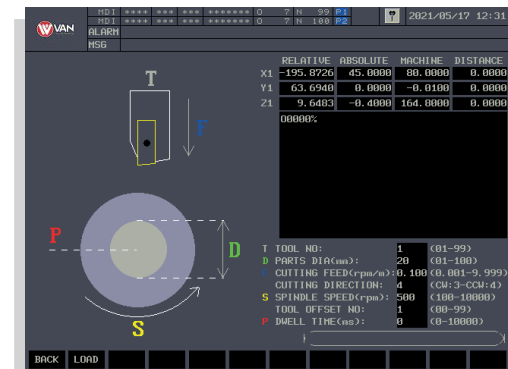 MDI **** *** *** ******* O 7 N 99 P1
MDI **** *** *** ******* O 7 N 100 P2
2021/05/17 12:31
VAN
ALARM
MSG
RELATIVE ABSOLUTE MACHINE DISTANCE
X1 -195.8726 45.0000 80.0000 0.0000
Y1 63.6940 0.0000 -0.0100 0.0000
Z1 9.6483 -0.4000 164.8000 0.0000
O0000%
T
F
P
D
S
T TOOL NO: 1 (01-99)
D PARTS DIA(mm): 20 (01-100)
F CUTTING FEED(rpm/m): 0.100 (0.001-9.999)
CUTTING DIRECTION: 4 (CW:3-CCW:4)
S SPINDLE SPEED(rpm): 500 (100-10000)
TOOL OFFSET NO: 1 (00-99)
P DWELL TIME(ms): 0 (0-10000)
BACK LOAD